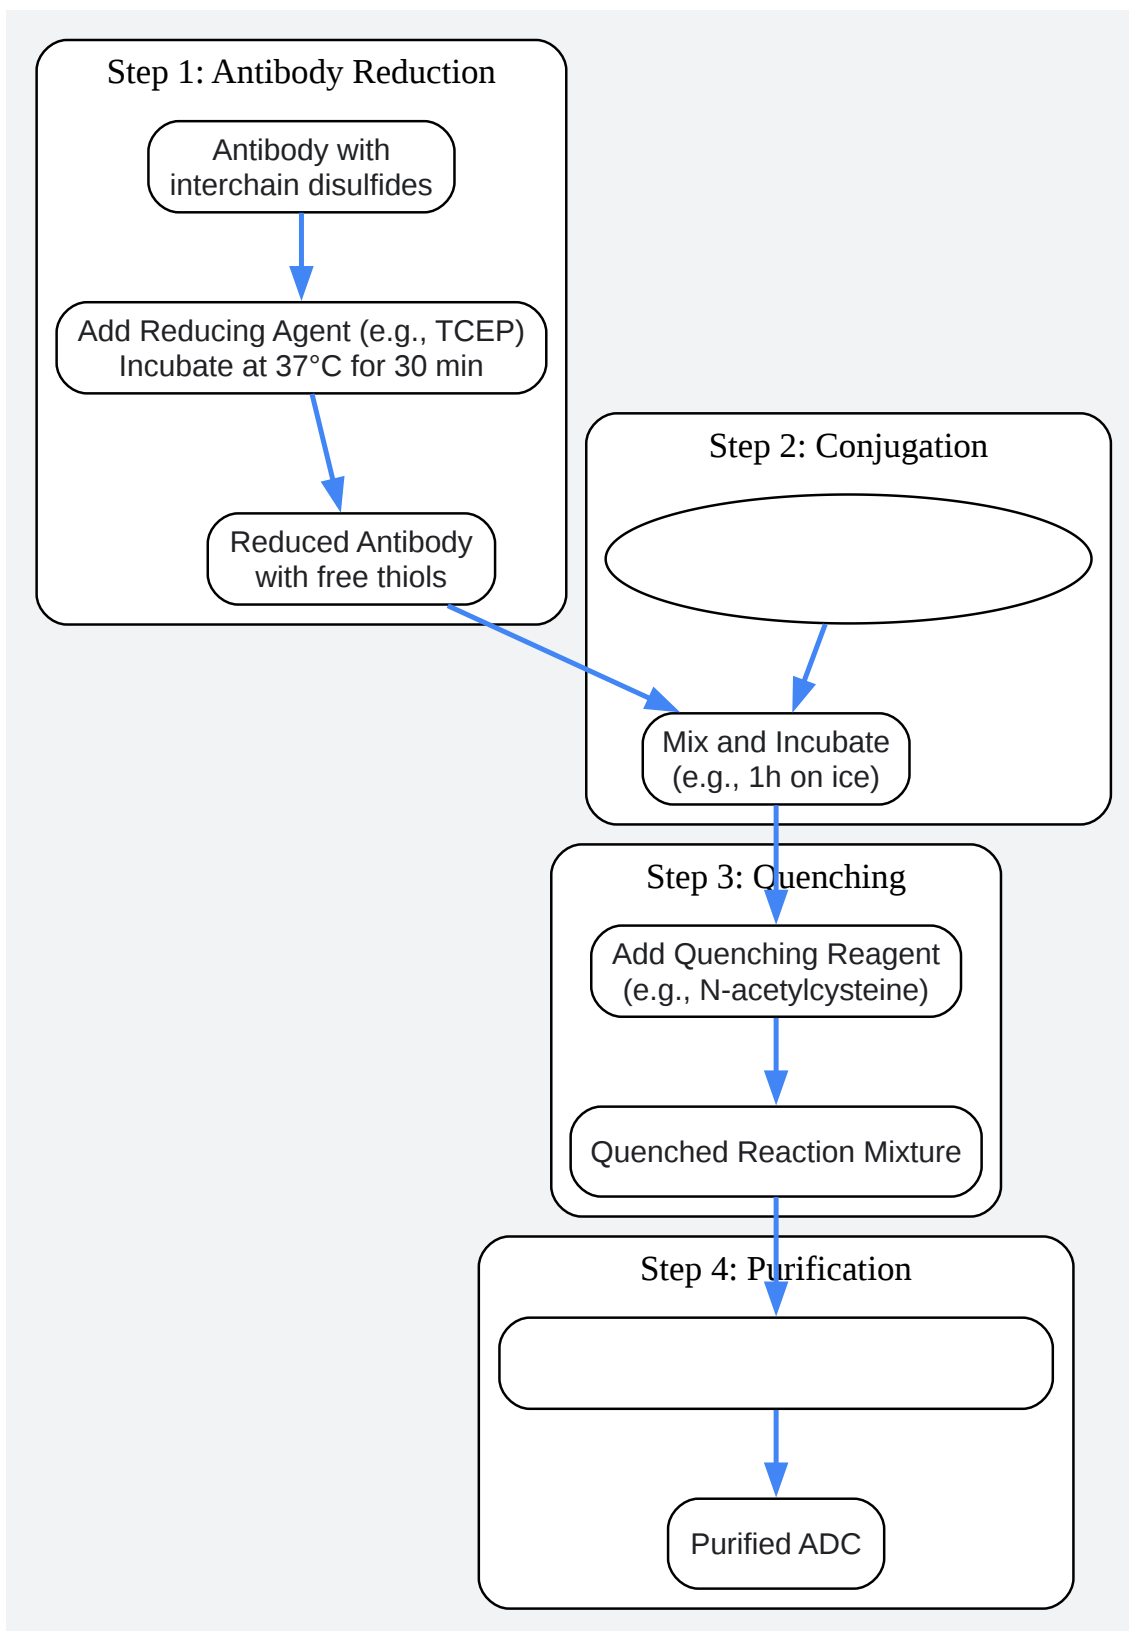 Step 1: Antibody Reduction
Antibody with
interchain disulfides
Add Reducing Agent (e.g., TCEP)
Incubate at 37°C for 30 min
Reduced Antibody
with free thiols
Step 2: Conjugation
Mix and Incubate
(e.g., 1h on ice)
Step 3: Quenching
Add Quenching Reagent
(e.g., N-acetylcysteine)
Quenched Reaction Mixture
Step 4: Purification
Purified ADC